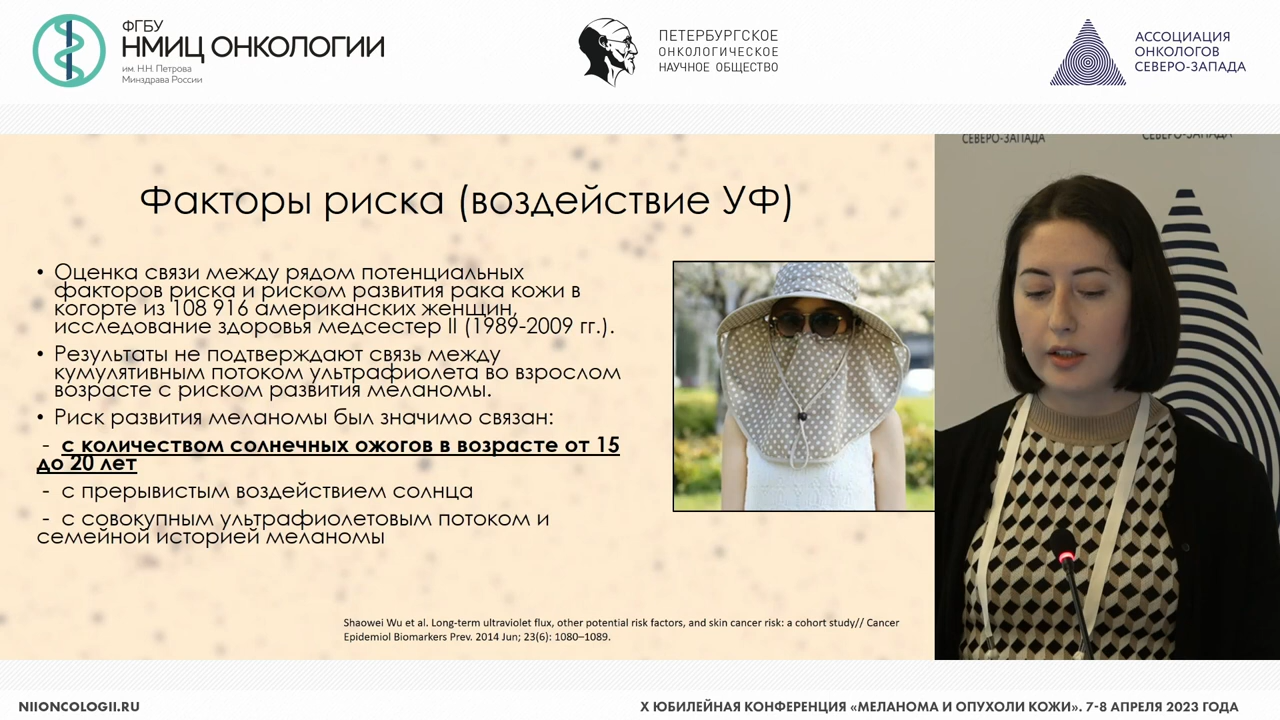 ФГБУ
НМИЦ ОНКОЛОГИИ
им. Н.Н. Петрова
Минздрава России
ПЕТЕРБУРГСКОЕ
ОНКОЛОГИЧЕСКОЕ
НАУЧНОЕ ОБЩЕСТВО
АССОЦИАЦИЯ
ОНКОЛОГОВ
СЕВЕРО-ЗАПАДА
СЕВЕРО-ЗАПАДА
СЕВЕРО-ЗАПАДА
Факторы риска (воздействие УФ)
• Оценка связи между рядом потенциальных
факторов риска и риском развития рака кожи в
когорте из 108 916 американских женщин,
исследование здоровья медсестер II (1989-2009 гг.).
• Результаты не подтверждают связь между
кумулятивным потоком ультрафиолета во взрослом
возрасте с риском развития меланомы.
• Риск развития меланомы был значимо связан:
- с количеством солнечных ожогов в возрасте от 15
до 20 лет
- с прерывистым воздействием солнца
- с совокупным ультрафиолетовым потоком и
семейной историей меланомы
Shaowei Wu et al. Long-term ultraviolet flux, other potential risk factors, and skin cancer risk: a cohort study// Cancer
Epidemiol Biomarkers Prev. 2014 Jun; 23(6): 1080–1089.
NIIONCOLOGII.RU
X ЮБИЛЕЙНАЯ КОНФЕРЕНЦИЯ «МЕЛАНОМА И ОПУХОЛИ КОЖИ». 7-8 АПРЕЛЯ 2023 ГОДА